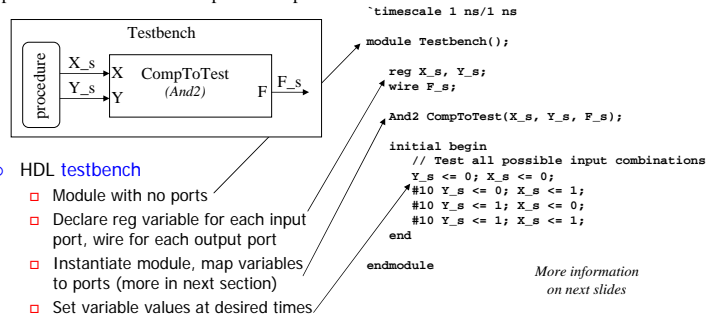 Testbench
procedure
X_s
Y_s
X
Y
CompToTest
(And2)
F
F_s
HDL testbench
Module with no ports
Declare reg variable for each input
port, wire for each output port
Instantiate module, map variables
to ports (more in next section)
Set variable values at desired times
`timescale 1 ns/1 ns
module Testbench();
reg X_s, Y_s;
wire F_s;
And2 CompToTest(X_s, Y_s, F_s);
initial begin
// Test all possible input combinations
Y_s <= 0; X_s <= 0;
#10 Y_s <= 0; X_s <= 1;
#10 Y_s <= 1; X_s <= 0;
#10 Y_s <= 1; X_s <= 1;
end
endmodule
More information
on next slides